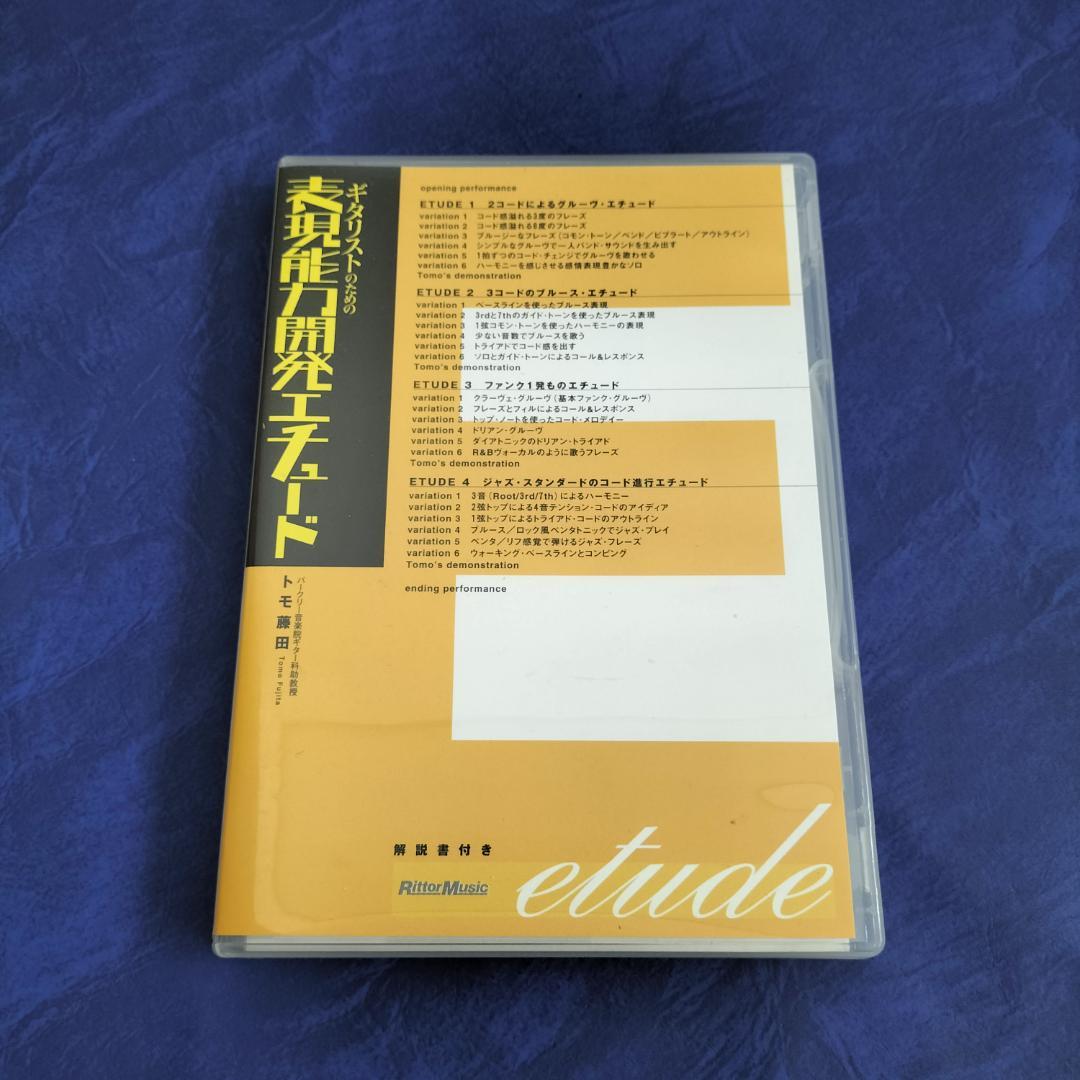 ギタリストのための
表現能力開発エチュード
バークリー音楽院ギター科助教授
トモ藤田 Tomo Fujita
opening performance
ETUDE 1 2コードによるグルーヴ・エチュード
variation 1 コード感溢れる3度のフレーズ
variation 2 コード感溢れる6度のフレーズ
variation 3 ブルージーなフレーズ(コモン・トーン/ベンド/ビブラート/アウトライン)
variation 4 シンプルなグルーヴで一人バンド・サウンドを生み出す
variation 5 1拍ずつのコード・チェンジでグルーヴを歌わせる
variation 6 ハーモニーを感じさせる感情表現豊かなソロ
Tomo's demonstration
ETUDE 2 3コードのブルース・エチュード
variation 1 ベースラインを使ったブルース表現
variation 2 3rdと7thのガイド・トーンを使ったブルース表現
variation 3 1弦コモン・トーンを使ったハーモニーの表現
variation 4 少ない音数でブルースを歌う
variation 5 トライアドでコード感を出す
variation 6 ソロとガイド・トーンによるコール&レスポンス
Tomo's demonstration
ETUDE 3 ファンク1発ものエチュード
variation 1 クラーヴェ・グルーヴ(基本ファンク・グルーヴ)
variation 2 フレーズとフィルによるコール&レスポンス
variation 3 トップ・ノートを使ったコード・メロディー
variation 4 ドリアン・グルーヴ
variation 5 ダイアトニックのドリアン・トライアド
variation 6 R&Bヴォーカルのように歌うフレーズ
Tomo's demonstration
ETUDE 4 ジャズ・スタンダードのコード進行エチュード
variation 1 3音(Root/3rd/7th)によるハーモニー
variation 2 2弦トップによる4音テンション・コードのアイディア
variation 3 1弦トップによるトライアド・コードのアウトライン
variation 4 ブルース/ロック風ペンタトニックでジャズ・プレイ
variation 5 ペンタ/リフ感覚で弾けるジャズ・フレーズ
variation 6 ウォーキング・ベースラインとコンピング
Tomo's demonstration
ending performance
解説書付き
RittorMusic
etude